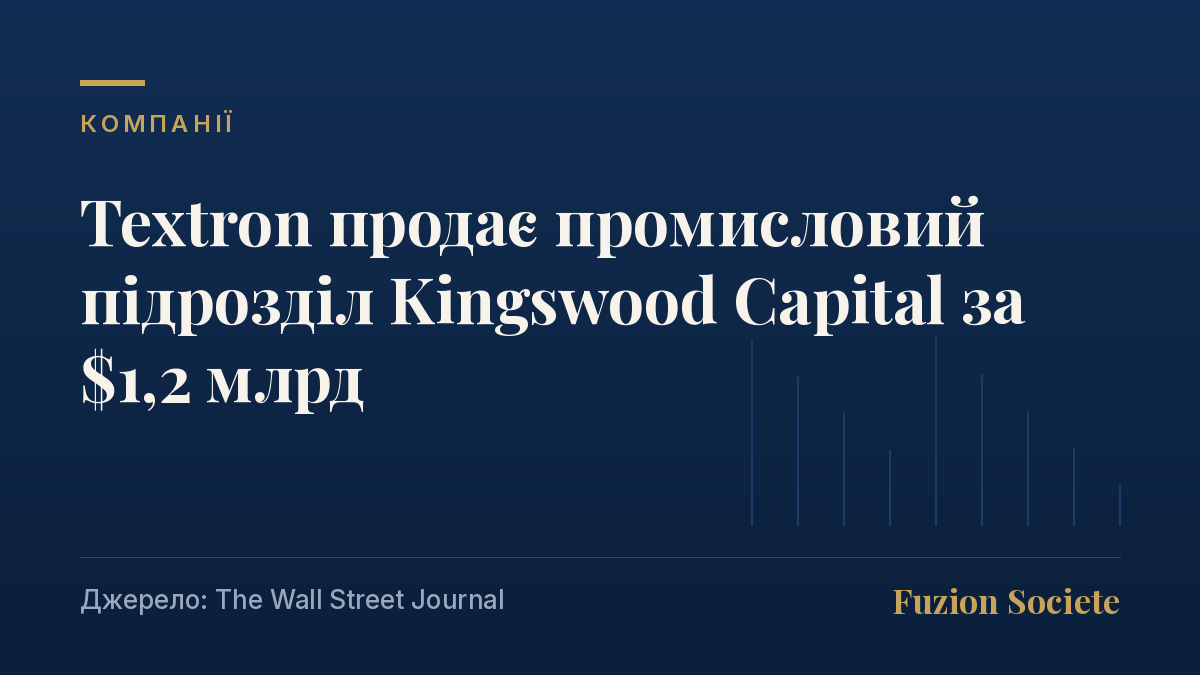 КОМПАНІЇ
Textron продає промисловий
підрозділ Kingswood Capital за
$1,2 млрд
Джерело: The Wall Street Journal
Fuzion Societe